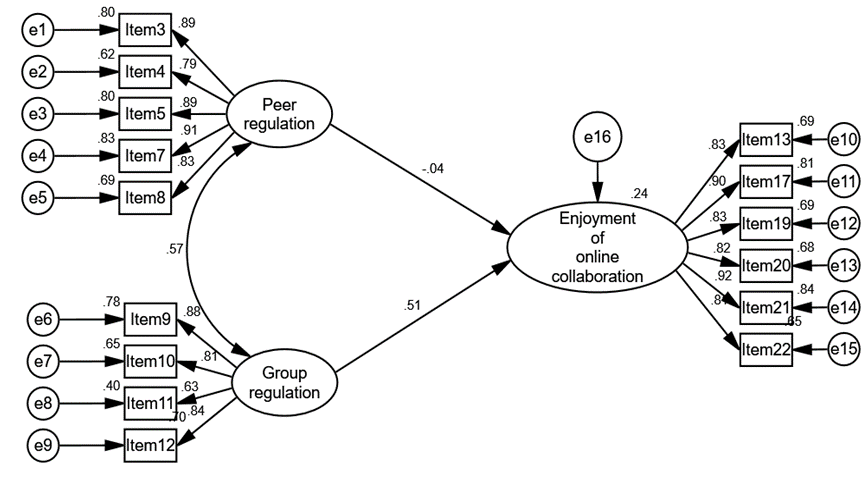 e1
.80
Item3
.89
e2
.62
Item4
.79
e3
.80
Item5
.89
e4
.83
Item7
.91
e5
.69
Item8
.83
Peer
regulation
.57
e6
.78
Item9
.88
e7
.65
Item10
.81
e8
.40
Item11
.63
e9
.70
Item12
.84
Group
regulation
-.04
.51
e16
.24
Enjoyment
of
online
collaboration
.83
Item13
.69
e10
.90
Item17
.81
e11
.83
Item19
.69
e12
.82
Item20
.68
e13
.92
Item21
.84
e14
Item22
.65
e15